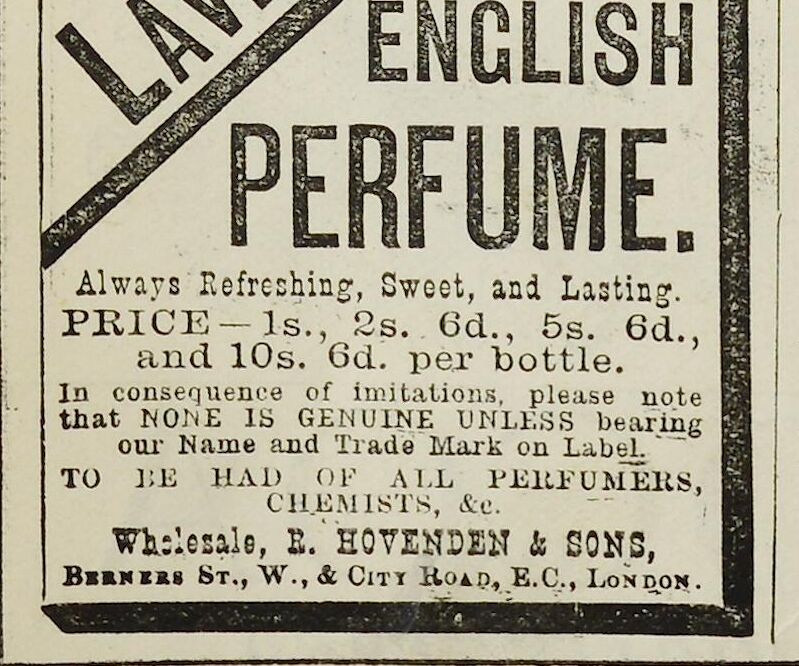 ENGLISH
PERFUME.
Always Refreshing, Sweet, and Lasting.
PRICE—1s., 2s. 6d., 5s. 6d.,
and 10s. 6d. per bottle.
In consequence of imitations, please note
that NONE IS GENUINE UNLESS bearing
our Name and Trade Mark on Label.
TO BE HAD OF ALL PERFUMERS,
CHEMISTS, &c.
Wholesale, R. HOVENDEN & SONS,
BERNERS ST., W., & CITY ROAD, E.C., LONDON.